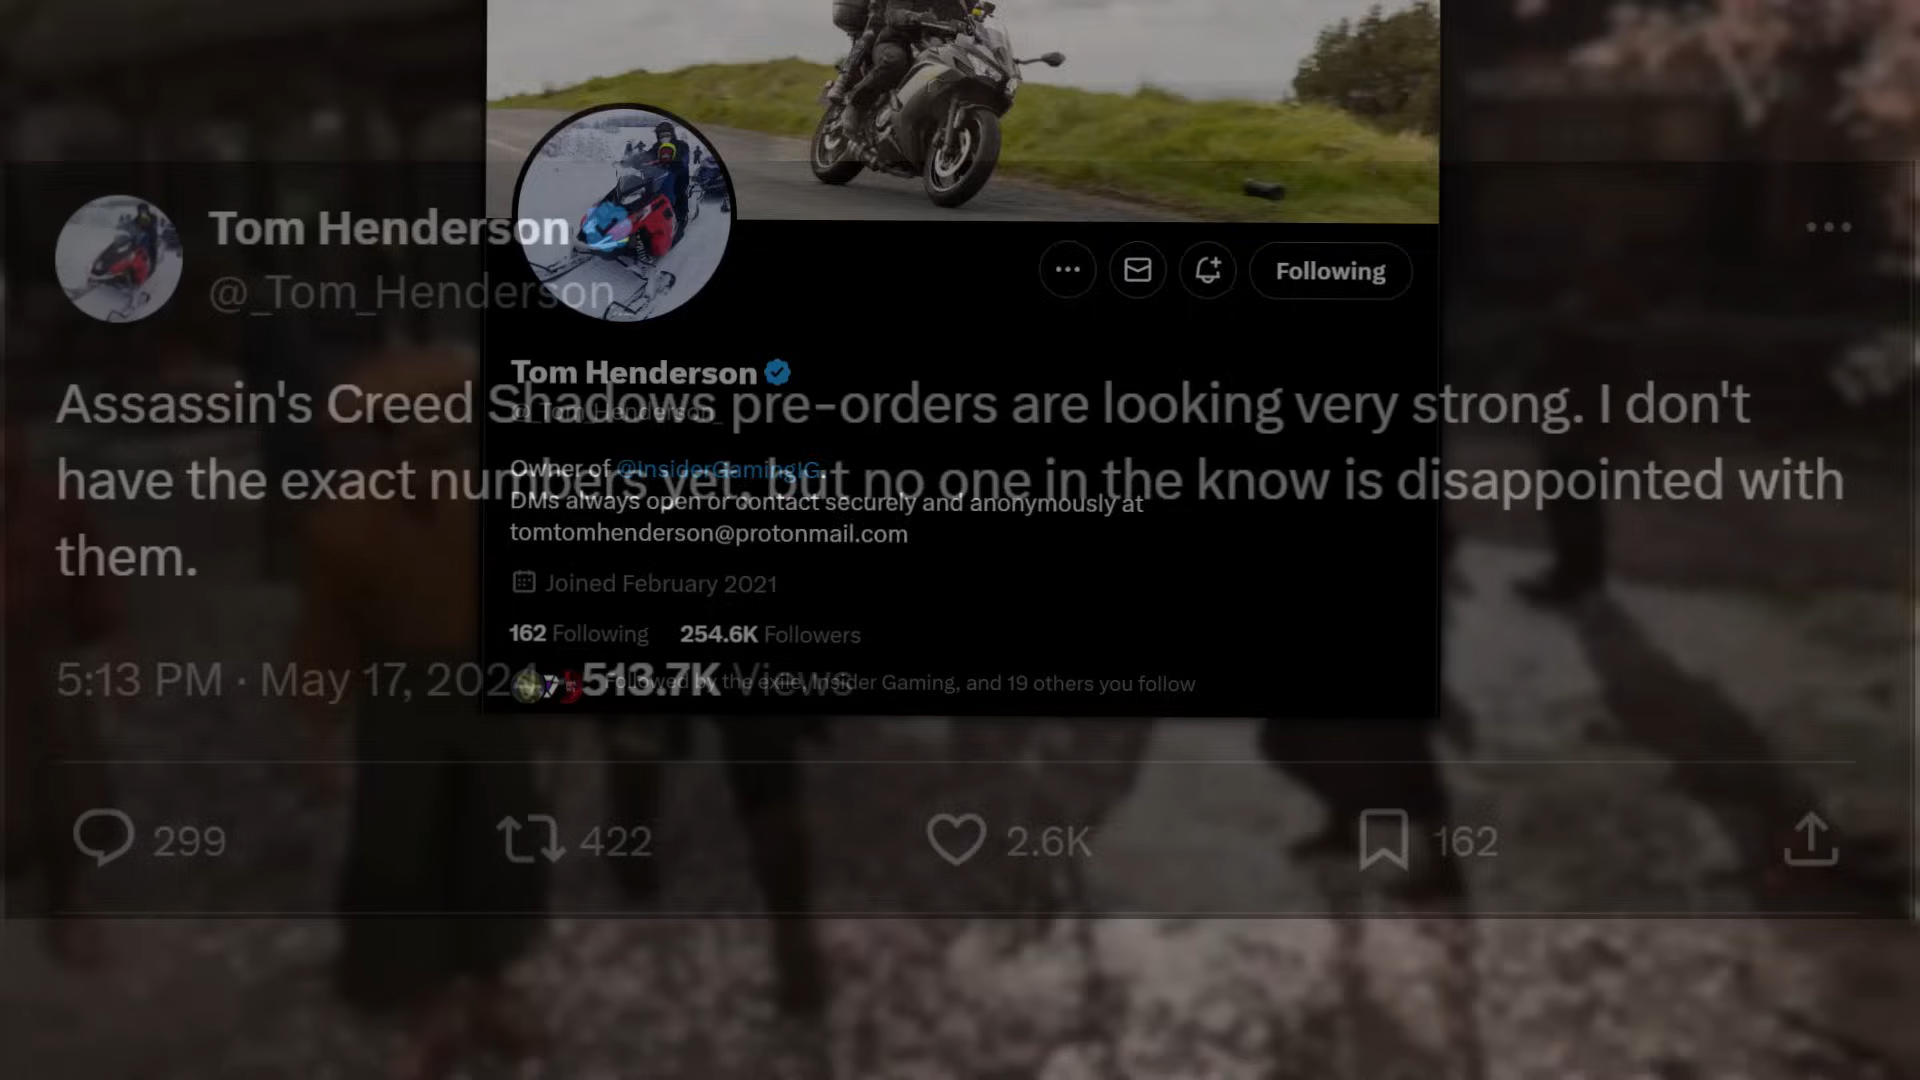 Tom Henderson
@_Tom_Henderson_
Assassin's Creed Shadows pre-orders are looking very strong. I don't
have the exact numbers yet, but no one in the know is disappointed with
them.
5:13 PM · May 17, 2024 · 513.7K Views
299
422
2.6K
162
Following
Tom Henderson
@_Tom_Henderson_
Owner of @InsiderGamingIG.
DMs always open or contact securely and anonymously at
tomtomhenderson@protonmail.com
Joined February 2021
162 Following 254.6K Followers
Followed by the exile, Insider Gaming, and 19 others you follow